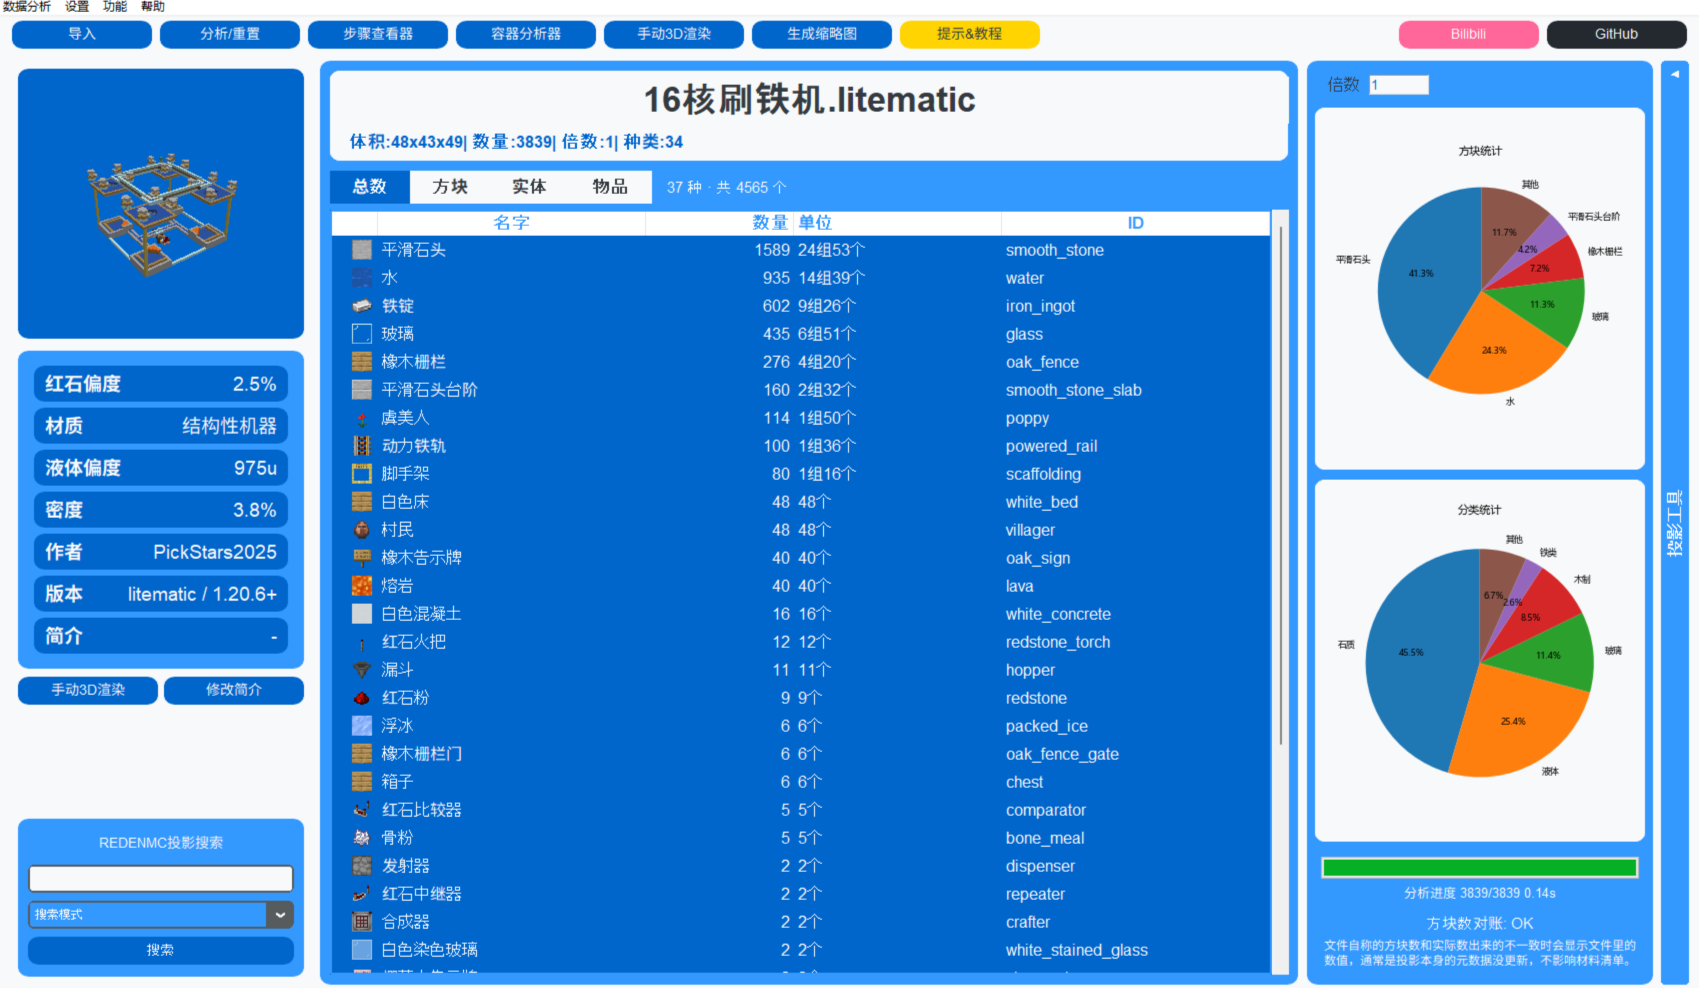 数据分析 设置 功能 帮助
导入 分析/重置 步骤查看器 容器分析器 手动3D渲染 生成缩略图 提示&教程 Bilibili GitHub
16核刷铁机.litematic
体积:48x43x49| 数量:3839| 倍数:1| 种类:34
总数 方块 实体 物品 37 种 · 共 4565 个
名字 数量 单位 ID
平滑石头 1589 24组53个 smooth_stone
水 935 14组39个 water
铁锭 602 9组26个 iron_ingot
玻璃 435 6组51个 glass
橡木栅栏 276 4组20个 oak_fence
平滑石头台阶 160 2组32个 smooth_stone_slab
虞美人 114 1组50个 poppy
动力铁轨 100 1组36个 powered_rail
脚手架 80 1组16个 scaffolding
白色床 48 48个 white_bed
村民 48 48个 villager
橡木告示牌 40 40个 oak_sign
熔岩 40 40个 lava
白色混凝土 16 16个 white_concrete
红石火把 12 12个 redstone_torch
漏斗 11 11个 hopper
红石粉 9 9个 redstone
浮冰 6 6个 packed_ice
橡木栅栏门 6 6个 oak_fence_gate
箱子 6 6个 chest
红石比较器 5 5个 comparator
骨粉 5 5个 bone_meal
发射器 2 2个 dispenser
红石中继器 2 2个 repeater
合成器 2 2个 crafter
白色染色玻璃 2 2个 white_stained_glass
红石偏度 2.5%
材质 结构性机器
液体偏度 975u
密度 3.8%
作者 PickStars2025
版本 litematic / 1.20.6+
简介 -
手动3D渲染 修改简介
REDENMC投影搜索
搜索模式
搜索
倍数 1
方块统计
其他
平滑石头台阶
橡木栅栏
玻璃
水
平滑石头
11.7%
4.2%
7.2%
11.3%
24.3%
41.3%
分类统计
其他
铁类
木制
玻璃
液体
石质
6.7%
2.6%
8.5%
11.4%
25.4%
45.5%
分析进度 3839/3839 0.14s
方块数对账: OK
文件自称的方块数和实际数出来的不一致时会显示文件里的
数值，通常是投影本身的元数据没更新，不影响材料清单。
◀
投影工具